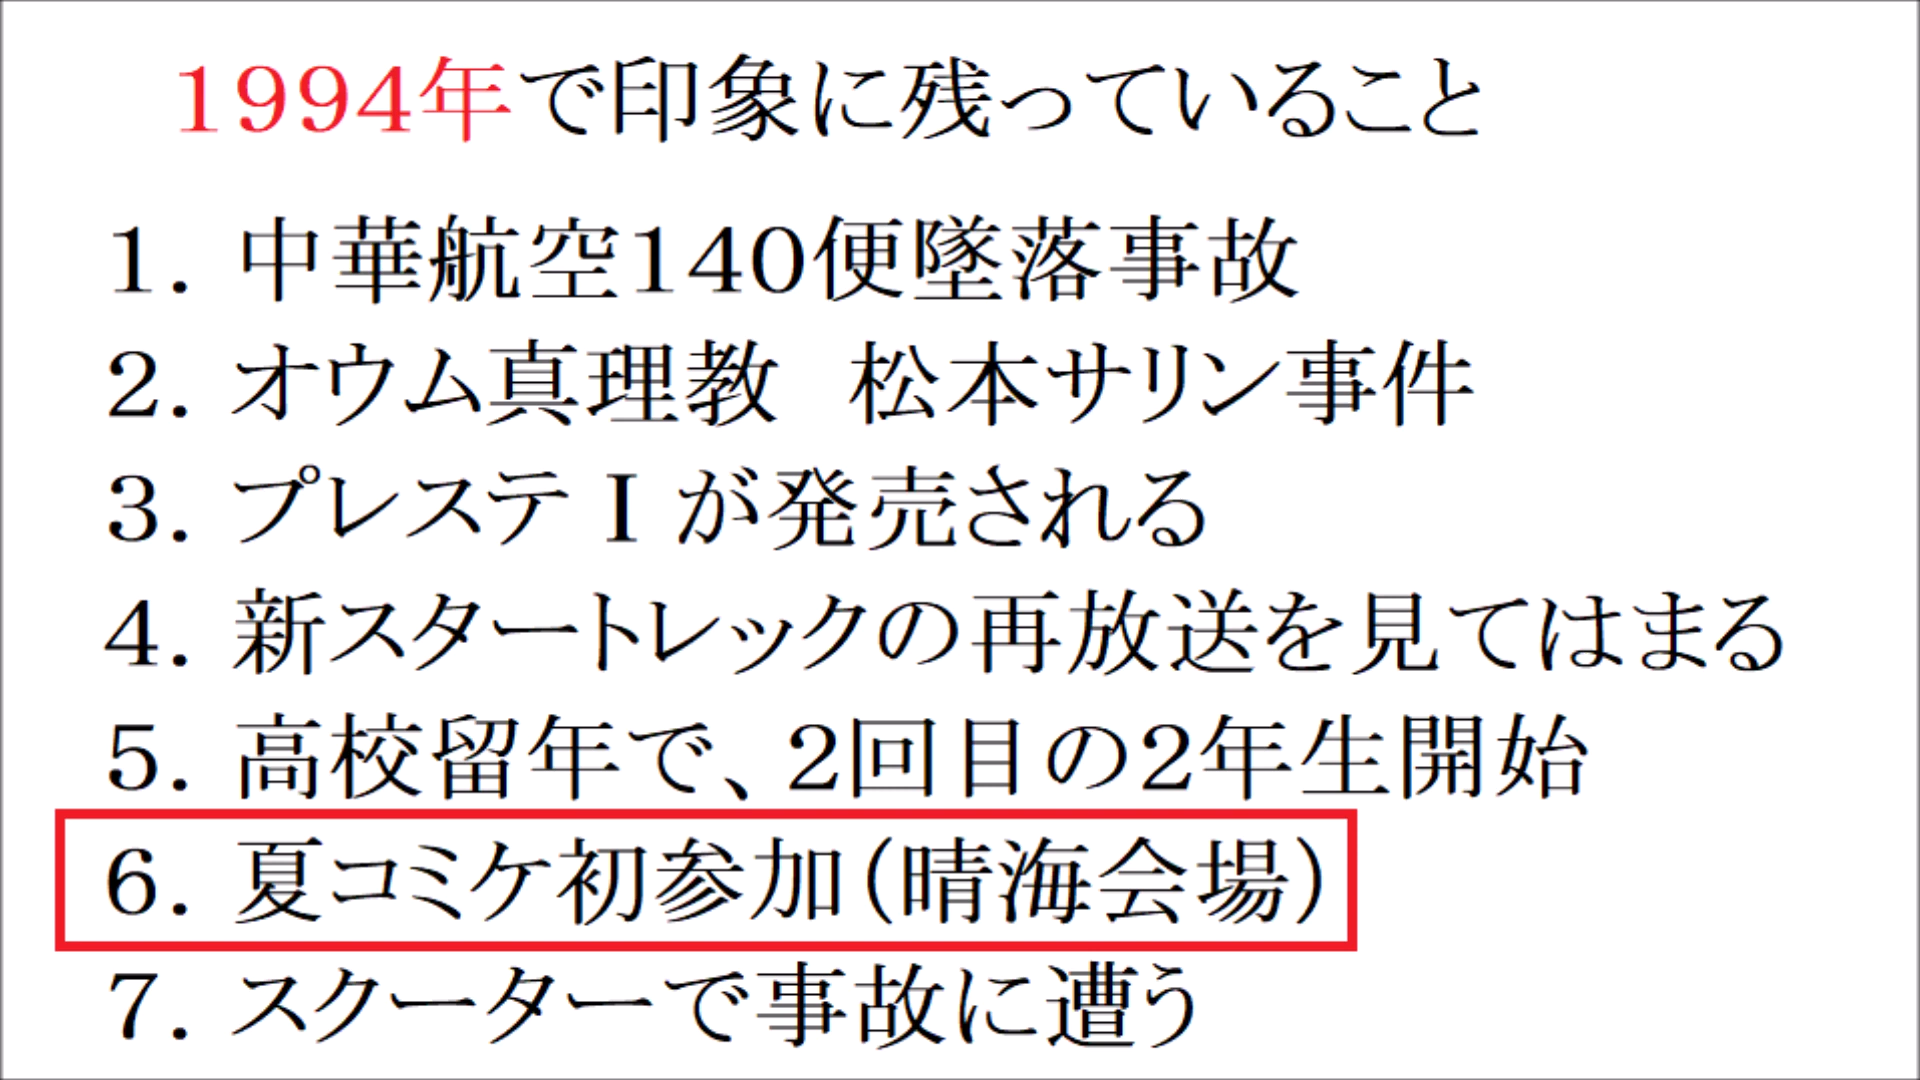 1994年で印象に残っていること
1. 中華航空140便墜落事故
2. オウム真理教　松本サリン事件
3. プレステⅠが発売される
4. 新スタートレックの再放送を見てはまる
5. 高校留年で、2回目の2年生開始
6. 夏コミケ初参加(晴海会場)
7. スクーターで事故に遭う